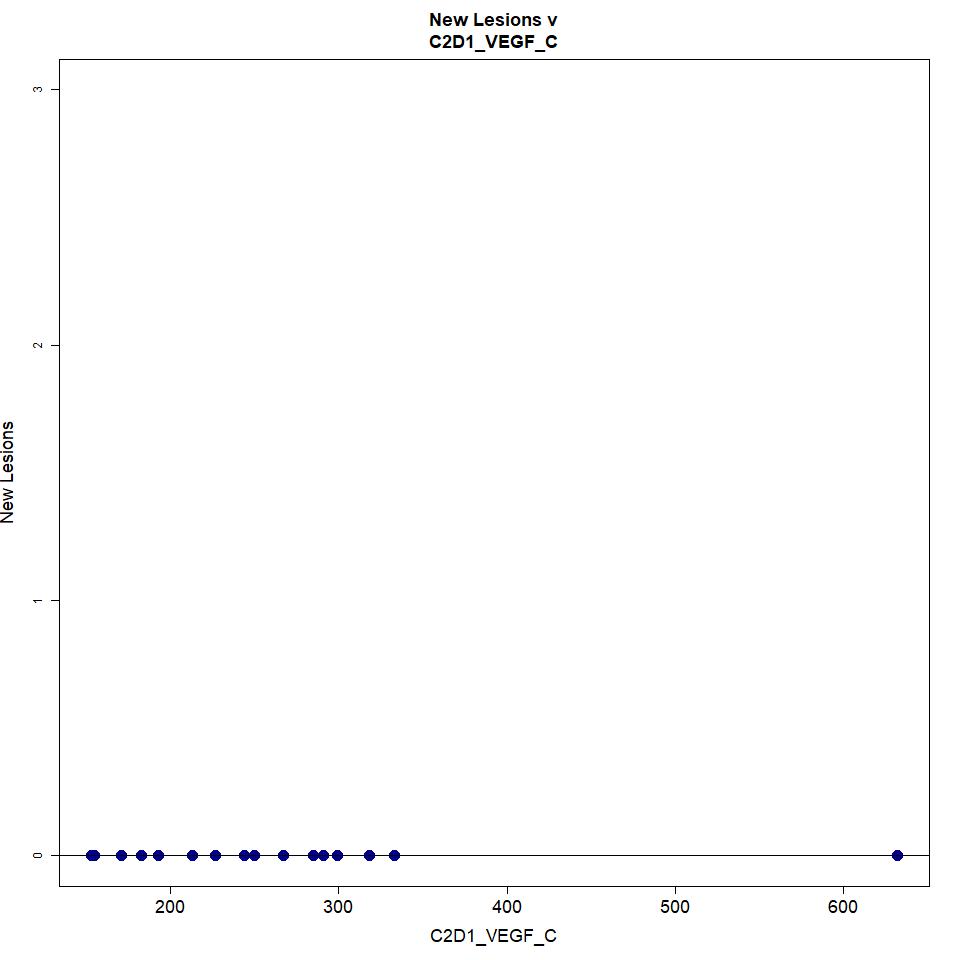 New Lesions v
C2D1_VEGF_C
3
2
1
0
New Lesions
200 300 400 500 600
C2D1_VEGF_C